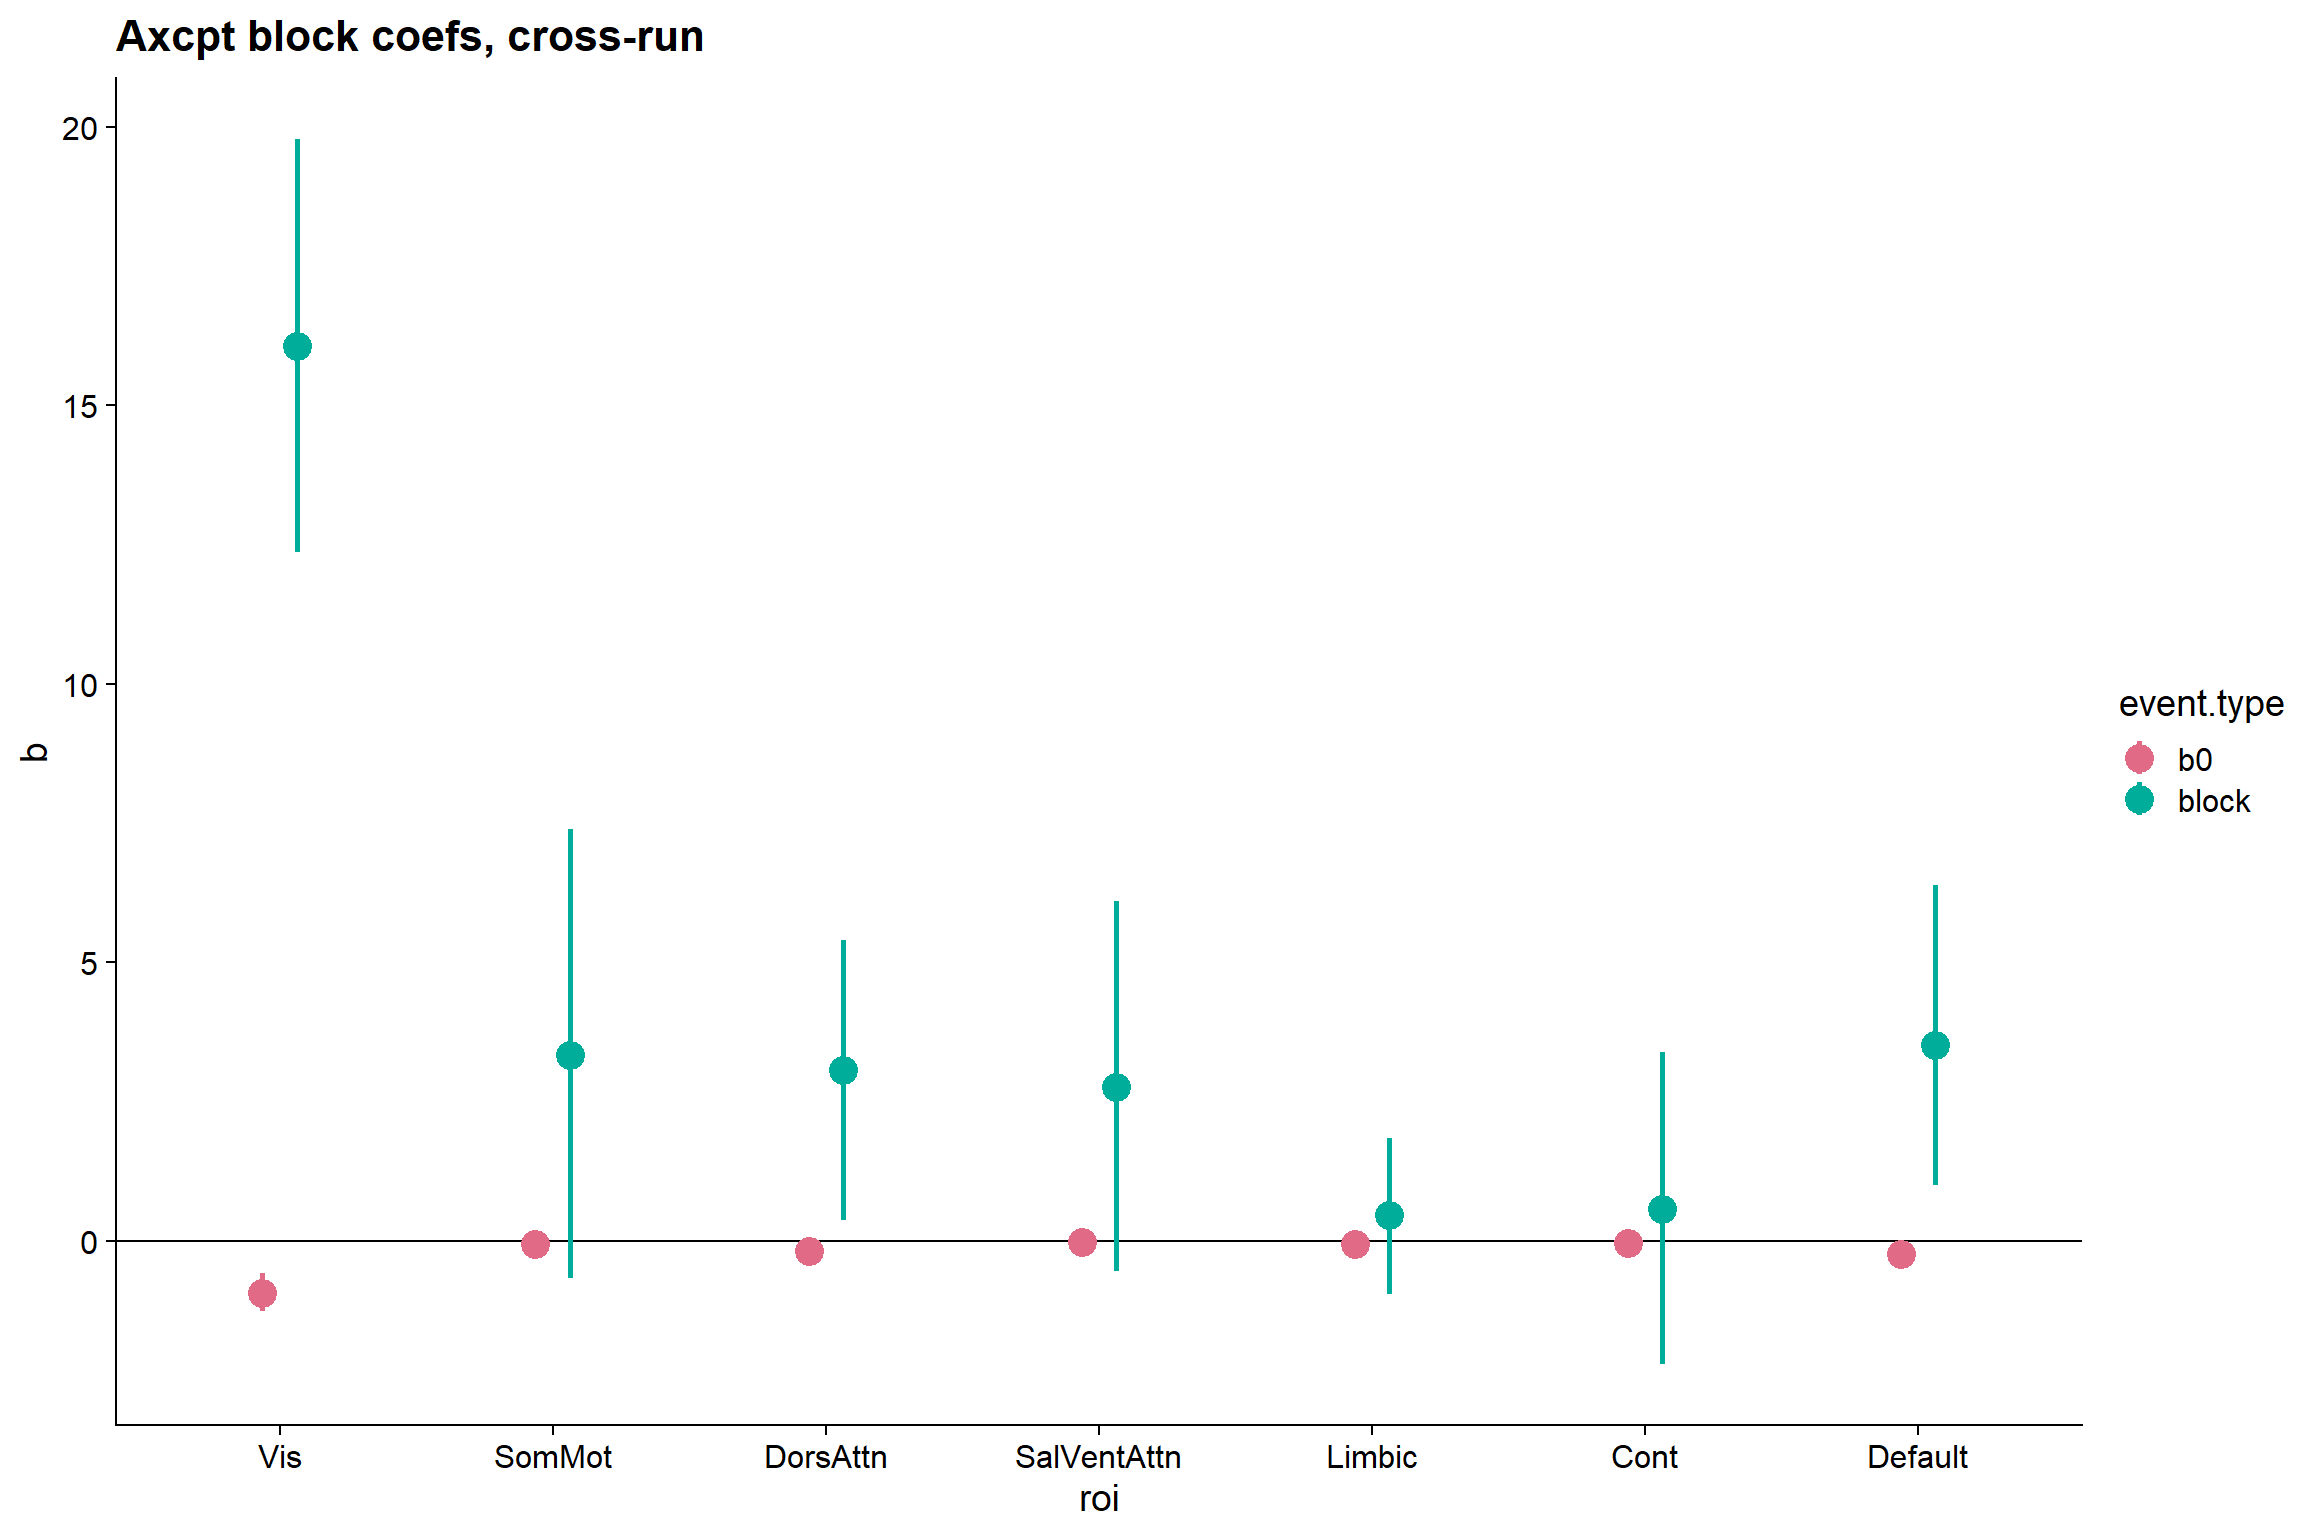 Axcpt block coefs, cross-run
20
15
10
5
0
b
Vis
SomMot
DorsAttn
SalVentAttn
Limbic
Cont
Default
roi
event.type
b0
block